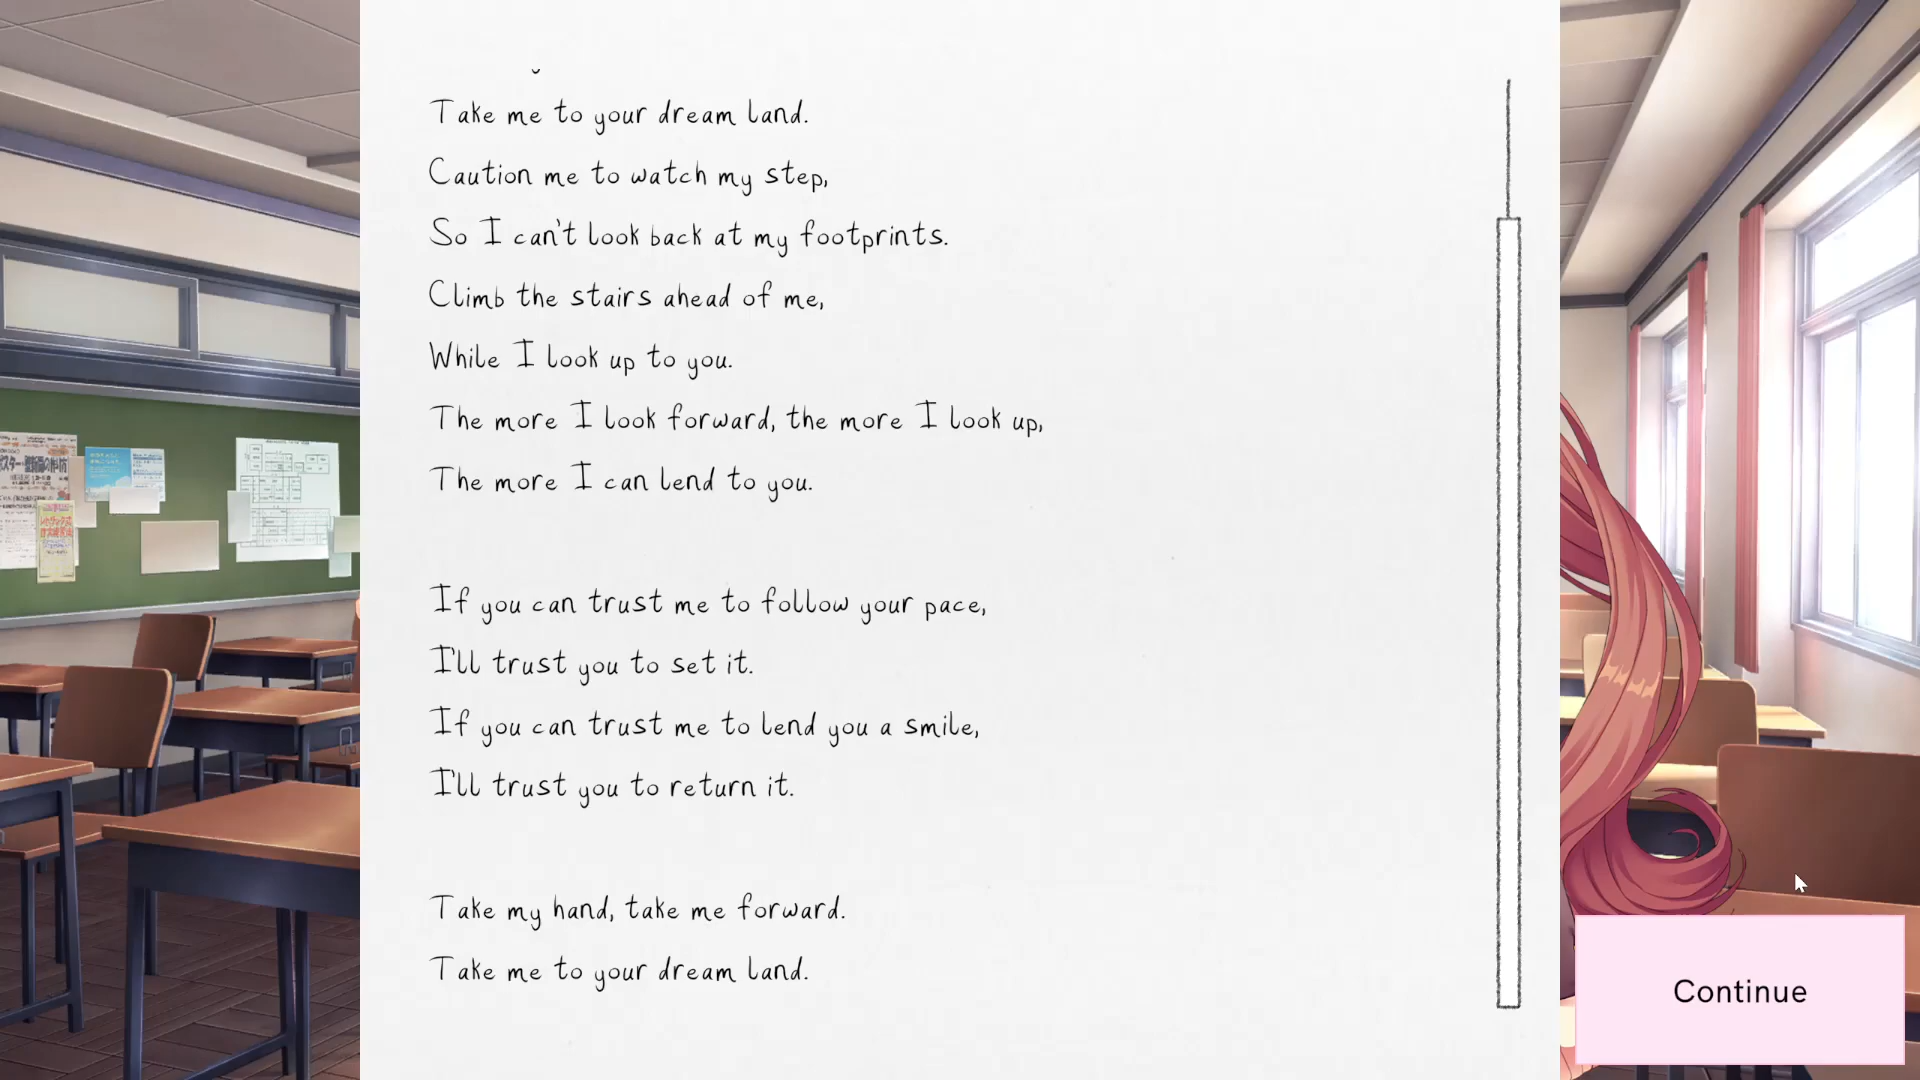 Take me to your dream land.
Caution me to watch my step,
So I can't look back at my footprints.
Climb the stairs ahead of me,
While I look up to you.
The more I look forward, the more I look up,
The more I can lend to you.
If you can trust me to follow your pace,
I'll trust you to set it.
If you can trust me to lend you a smile,
I'll trust you to return it.
Take my hand, take me forward.
Take me to your dream land.
Continue